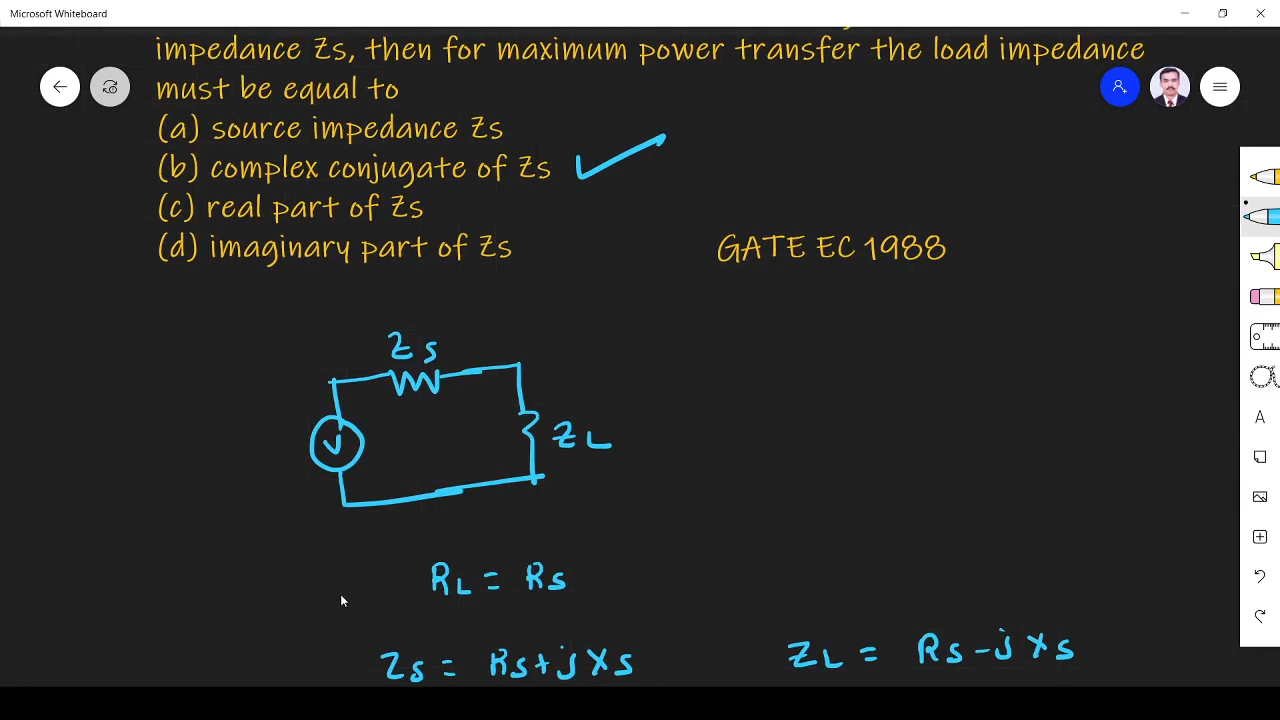 Microsoft Whiteboard
impedance Zs, then for maximum power transfer the load impedance
must be equal to
(a) source impedance Zs
(b) complex conjugate of Zs
(c) real part of Zs
(d) imaginary part of Zs
GATE EC 1988
Zs
V
ZL
RL = Rs
Zs = Rs+jXs
ZL = Rs-jXs
A